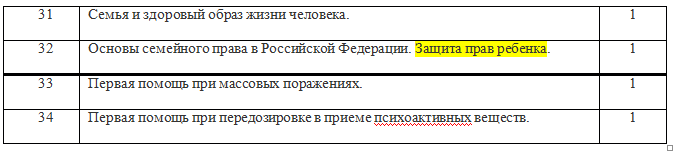 31 Семья и здоровый образ жизни человека. 1
32 Основы семейного права в Российской Федерации. Защита прав ребенка. 1
33 Первая помощь при массовых поражениях. 1
34 Первая помощь при передозировке в приеме психоактивных веществ. 1